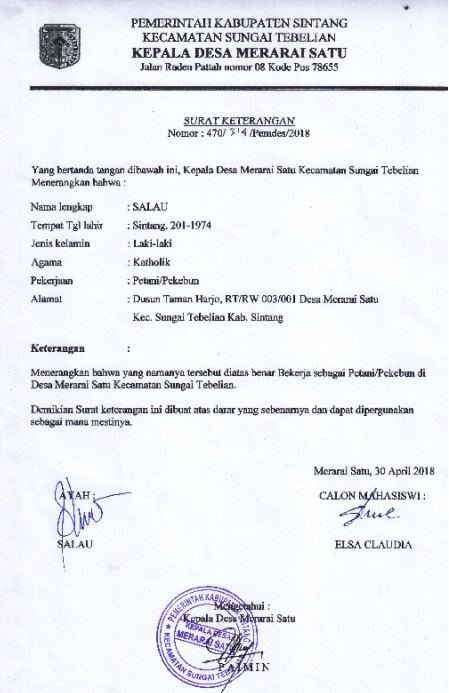 PEMERINTAH KABUPATEN SINTANG
KECAMATAN SUNGAI TEBELIAN
KEPALA DESA MERARAI SATU
Jalan Raden Pattah nomor 08 Kode Pos 78655
SURAT KETERANGAN
Nomor : 470/ 314 /Pemdes/2018
Yang bertanda tangan dibawah ini, Kepala Desa Merarai Satu Kecamatan Sungai Tebelian
Menerangkan bahwa :
Nama lengkap : SALAU
Tempat Tgl lahir : Sintang, 201-1974
Jenis kelamin : Laki-laki
Agama : Katholik
Pekerjaan : Petani/Pekebun
Alamat : Dusun Taman Harjo, RT/RW 003/001 Desa Merarai Satu
Kec. Sungai Tebelian Kab. Sintang
Keterangan :
Menerangkan bahwa yang namanya tersebut diatas benar Bekerja sebagai Petani/Pekebun di
Desa Merarai Satu Kecamatan Sungai Tebelian.
Demikian Surat keterangan ini dibuat atas darar yang sebenarnya dan dapat dipergunakan
sebagai mana mestinya.
Merarai Satu, 30 April 2018
AYAH :
CALON MAHASISWI :
SALAU
ELSA CLAUDIA
Mengetahui :
Kepala Desa Merarai Satu
PEMERINTAH KABUPATEN SINTANG
KEPALA DESA
MERARAI SATU
KECAMATAN SUNGAI TEBELIAN
PAIMIN